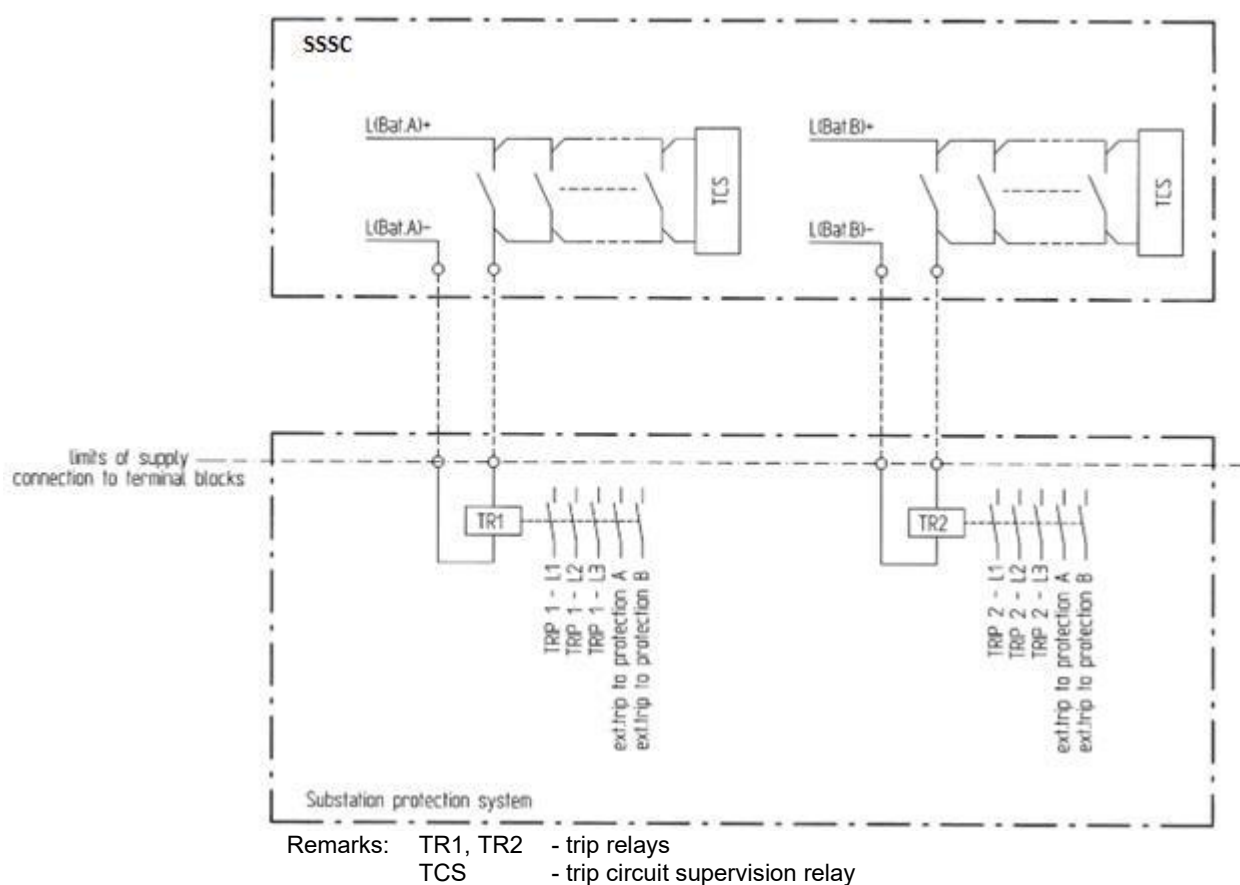 SSSC
L(Bat.A)+
L(Bat.B)+
TCS
TCS
L(Bat.A)-
L(Bat.B)-
limits of supply
connection to terminal blocks
TR1
TR2
TRIP 1 - L1
TRIP 1 - L2
TRIP 1 - L3
ext.trip to protection A
ext.trip to protection B
TRIP 2 - L1
TRIP 2 - L2
TRIP 2 - L3
ext.trip to protection A
ext.trip to protection B
Substation protection system
Remarks: TR1, TR2 - trip relays
TCS - trip circuit supervision relay